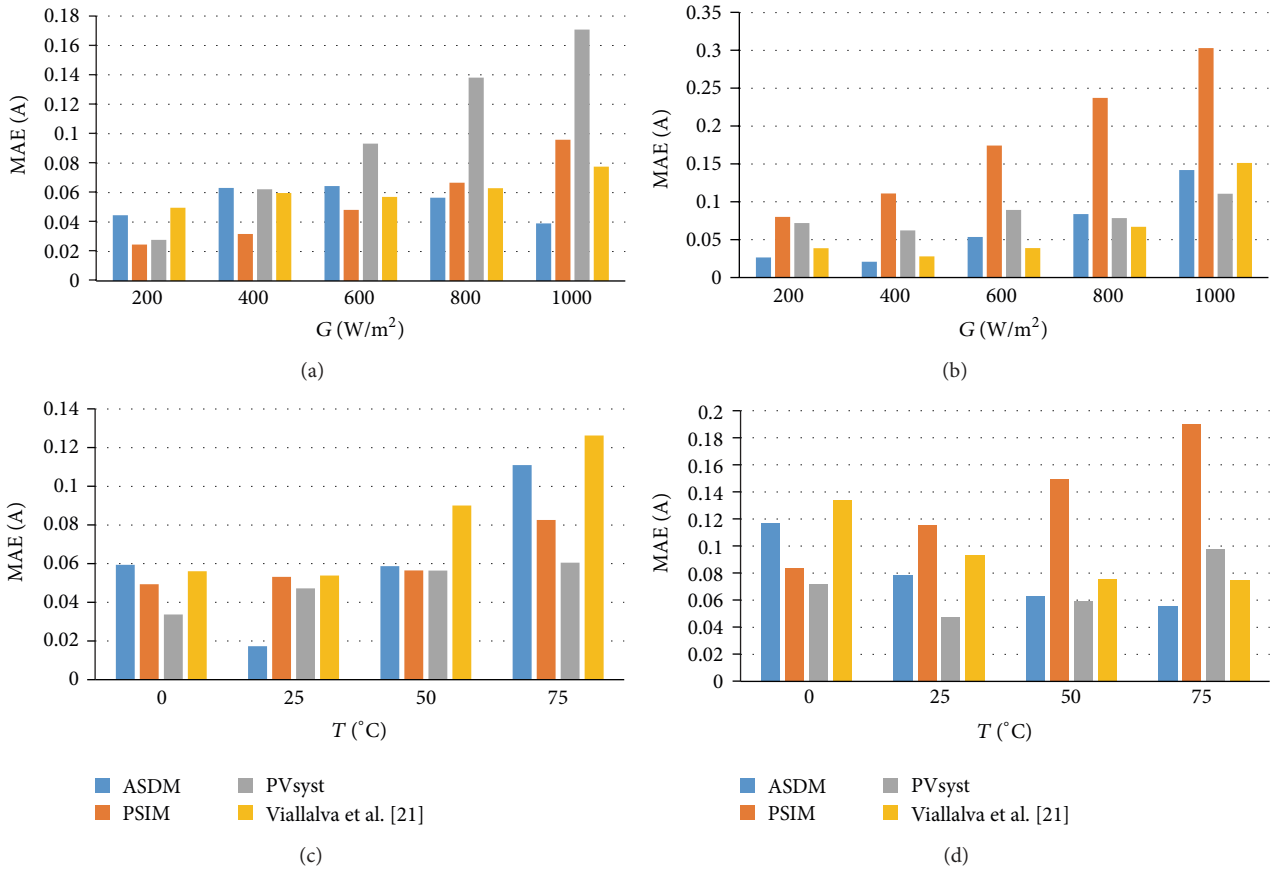 0.18
0.16
0.14
0.12
0.1
0.08
0.06
0.04
0.02
0
MAE (A)
200 400 600 800 1000
G (W/m²)
(a)
0.35
0.3
0.25
0.2
0.15
0.1
0.05
0
MAE (A)
200 400 600 800 1000
G (W/m²)
(b)
0.14
0.12
0.1
0.08
0.06
0.04
0.02
0
MAE (A)
0 25 50 75
T (°C)
ASDM PVsyst
PSIM Viallalva et al. [21]
(c)
0.2
0.18
0.16
0.14
0.12
0.1
0.08
0.06
0.04
0.02
0
MAE (A)
0 25 50 75
T (°C)
ASDM PVsyst
PSIM Viallalva et al. [21]
(d)